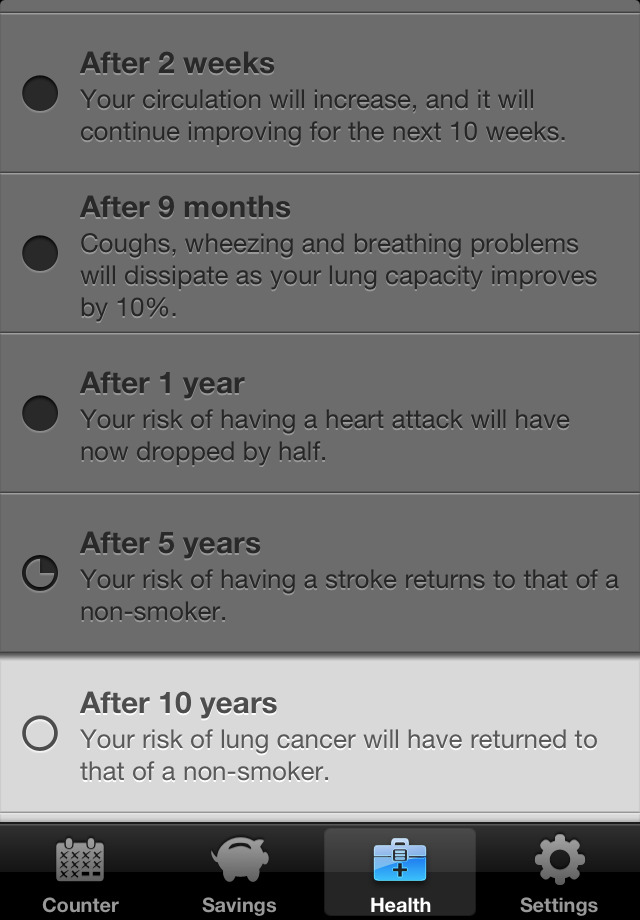 After 2 weeks
Your circulation will increase, and it will
continue improving for the next 10 weeks.
After 9 months
Coughs, wheezing and breathing problems
will dissipate as your lung capacity improves
by 10%.
After 1 year
Your risk of having a heart attack will have
now dropped by half.
After 5 years
Your risk of having a stroke returns to that of a
non-smoker.
After 10 years
Your risk of lung cancer will have returned to
that of a non-smoker.
Counter Savings Health Settings